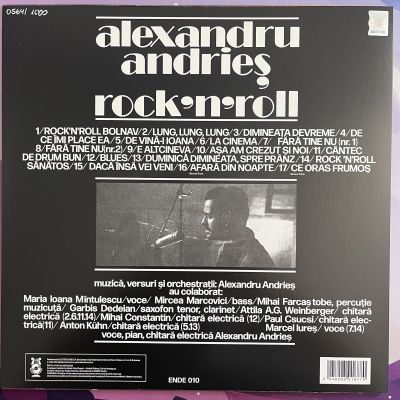 0564/1000
alexandru
andrieș
rock'n'roll
1/ROCK'N'ROLL BOLNAV/2/LUNG, LUNG, LUNG/3/DIMINEAȚA DEVREME/4/DE
CE ÎMI PLACE EA/5/DE VINĂ-I IOANA/6/LA CINEMA/7/ FĂRĂ TINE NU (nr. 1)
8/FĂRĂ TINE NU(nr.2)/9/E ALTCINEVA/10/AȘA AM CREZUT ȘI NOI/11/CÂNTEC
DE DRUM BUN/12/BLUES/13/DUMINICĂ DIMINEAȚA, SPRE PRÂNZ/14/ROCK 'N'ROLL
SĂNĂTOS/15/ DACĂ ÎNSĂ VEI VENI/16/AFARĂ DIN NOAPTE/17/CE ORAS FRUMOȘ
muzică, versuri și orchestrații: Alexandru Andrieș
au colaborat:
Maria Ioana Mîntulescu/voce/ Mircea Marcovici/bass/Mihai Farcaș tobe, percuție
muzicuță/ Garbis Dedeian/saxofon tenor, clarinet/Attila A.G. Weinberger/ chitară
electrică (2.6.11.14)/Mihai Constantin/chitară electrică (12)/Paul Csucsi/chitară elec-
trică(11)/ Anton Kühn/chitară electrică (5.13)
Marcel Iureș/ voce (7.14)
voce, pian, chitară electrică Alexandru Andrieș
ENDE 010